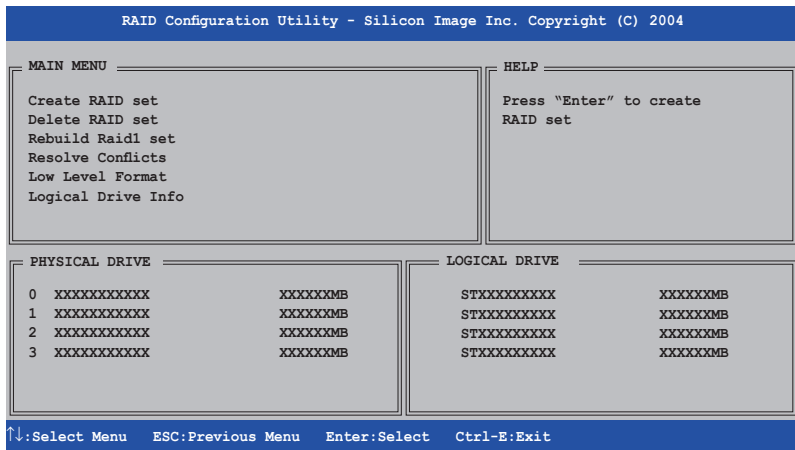 RAID Configuration Utility - Silicon Image Inc. Copyright (C) 2004
MAIN MENU
Create RAID set
Delete RAID set
Rebuild Raid1 set
Resolve Conflicts
Low Level Format
Logical Drive Info
HELP
Press “Enter” to create
RAID set
PHYSICAL DRIVE
0 XXXXXXXXXXX XXXXXXMB
1 XXXXXXXXXXX XXXXXXMB
2 XXXXXXXXXXX XXXXXXMB
3 XXXXXXXXXXX XXXXXXMB
LOGICAL DRIVE
STXXXXXXXXX XXXXXXMB
STXXXXXXXXX XXXXXXMB
STXXXXXXXXX XXXXXXMB
STXXXXXXXXX XXXXXXMB
↑↓:Select Menu ESC:Previous Menu Enter:Select Ctrl-E:Exit